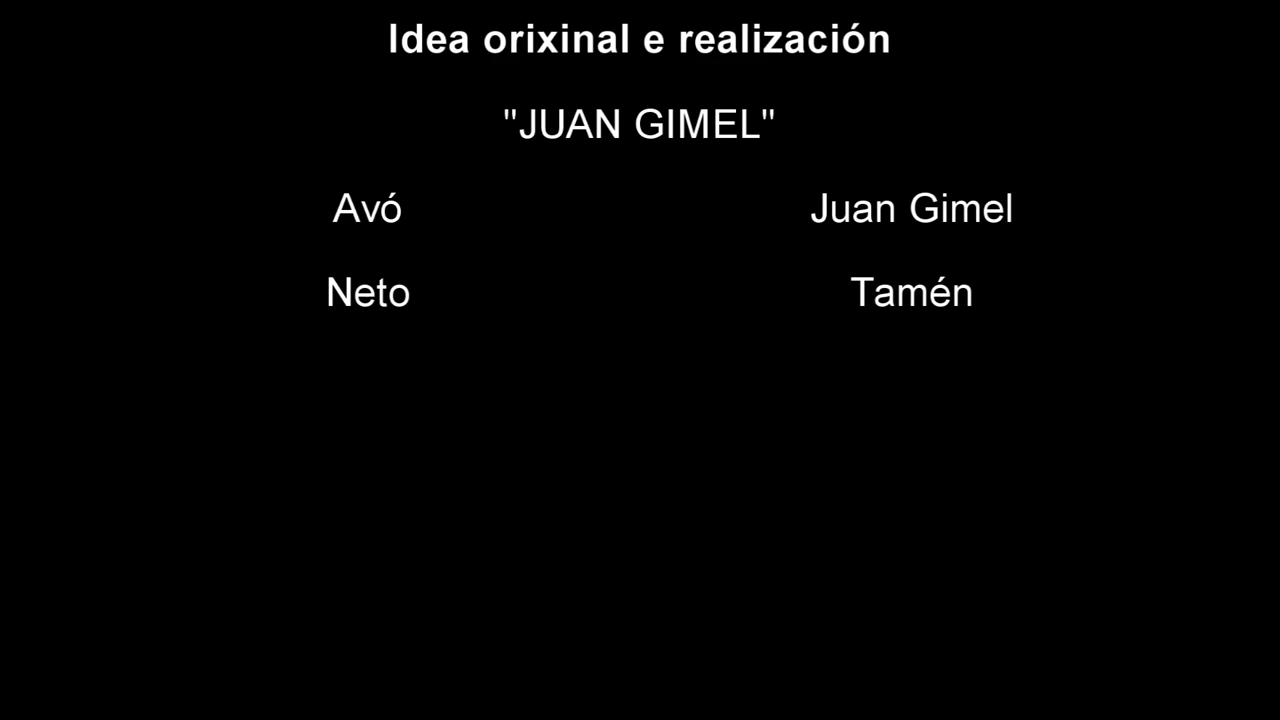 Idea orixinal e realización
"JUAN GIMEL"
Avó Juan Gimel
Neto Tamén